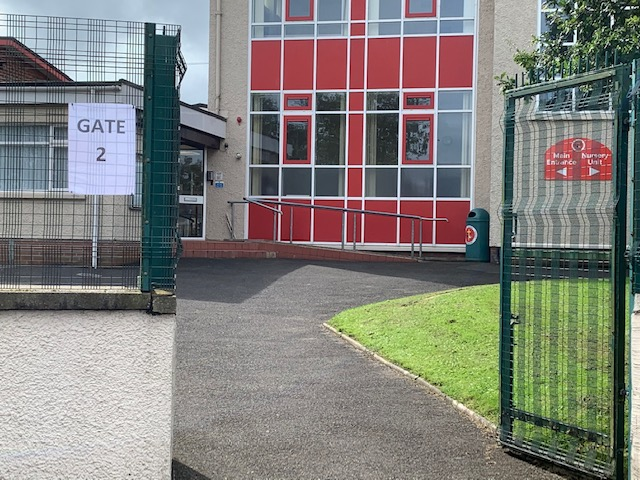 GATE
2
Main Nursery
Entrance Unit